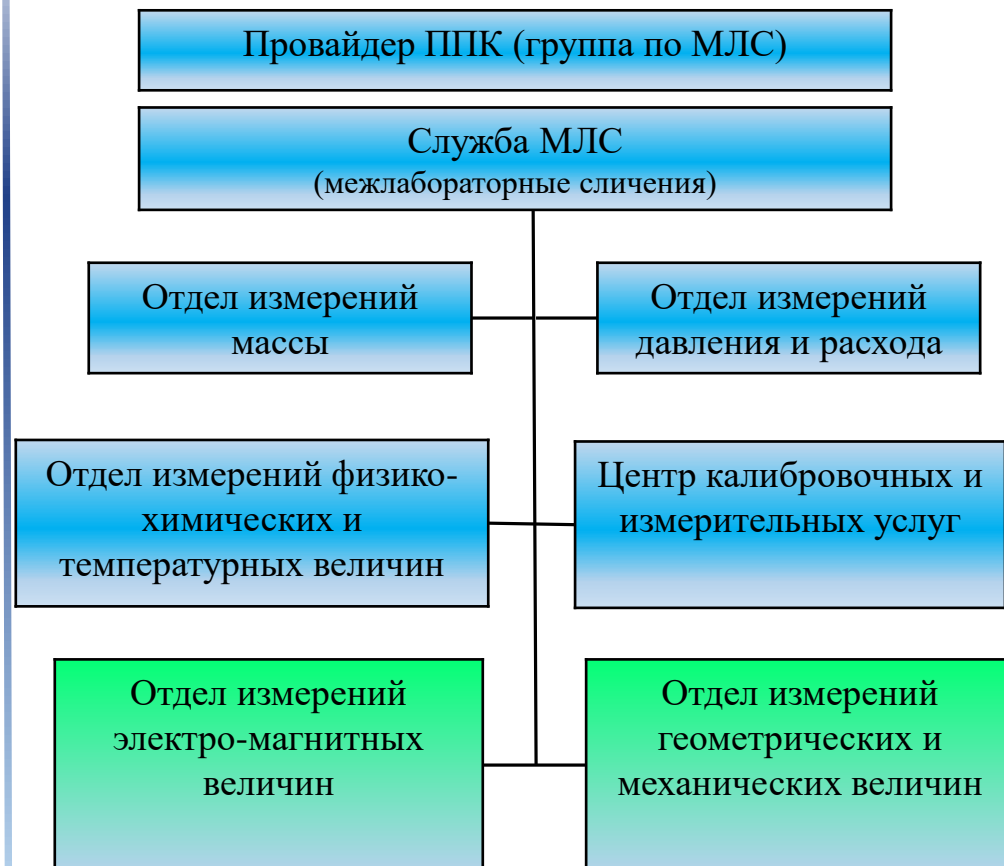 Провайдер ППК (группа по МЛС)
Служба МЛС
(межлабораторные сличения)
Отдел измерений
массы
Отдел измерений
давления и расхода
Отдел измерений физико-
химических и
температурных величин
Центр калибровочных и
измерительных услуг
Отдел измерений
электро-магнитных
величин
Отдел измерений
геометрических и
механических величин